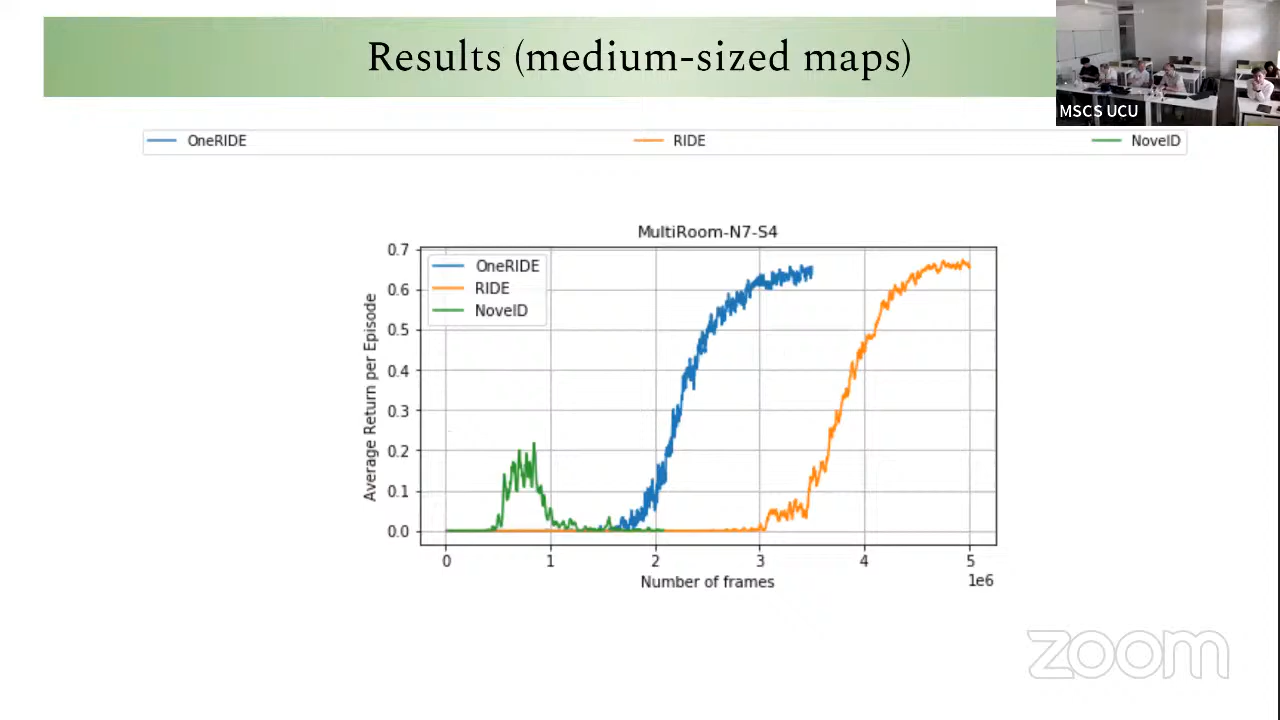 Results (medium-sized maps)
MSCS UCU
OneRIDE RIDE NovelD
MultiRoom-N7-S4
0.7
0.6
0.5
0.4
0.3
0.2
0.1
0.0
Average Return per Episode
OneRIDE
RIDE
NovelD
0 1 2 3 4 5
1e6
Number of frames
zoom